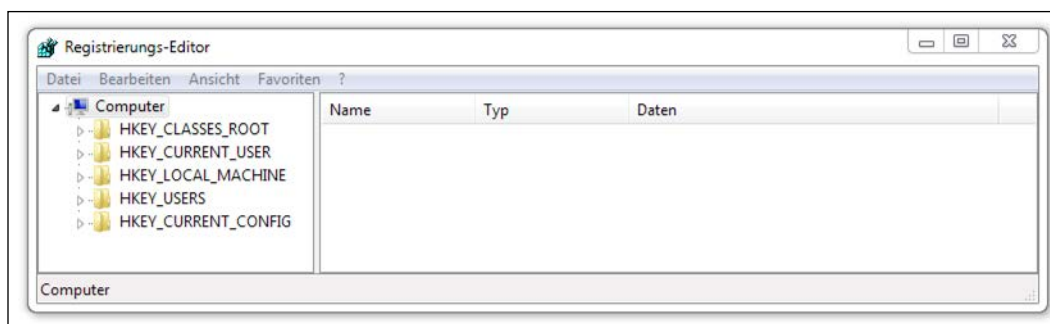 Registrierungs-Editor
Datei Bearbeiten Ansicht Favoriten ?
Computer
HKEY_CLASSES_ROOT
HKEY_CURRENT_USER
HKEY_LOCAL_MACHINE
HKEY_USERS
HKEY_CURRENT_CONFIG
Name Typ Daten
Computer